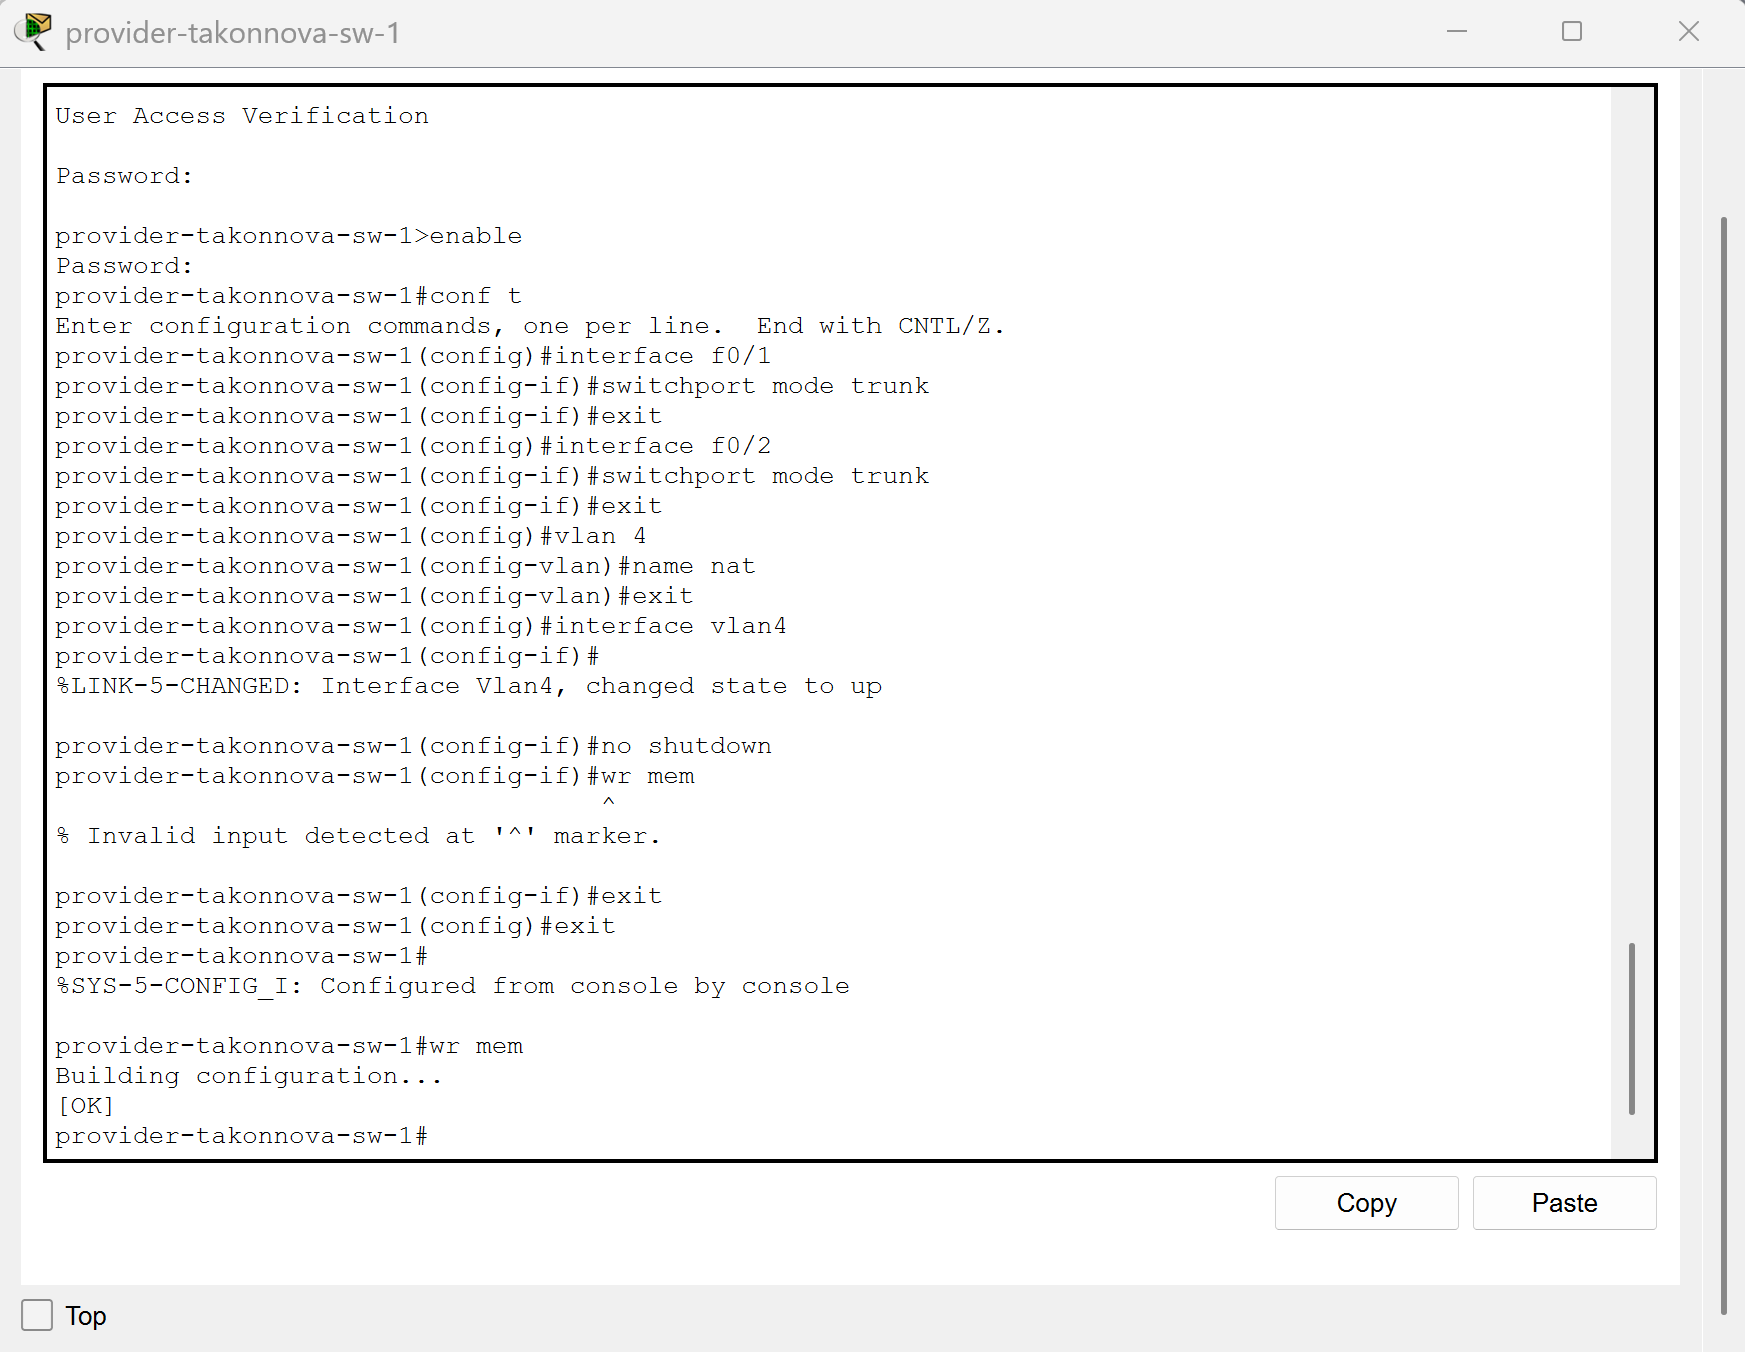 provider-takonnova-sw-1
User Access Verification
Password:
provider-takonnova-sw-1>enable
Password:
provider-takonnova-sw-1#conf t
Enter configuration commands, one per line.  End with CNTL/Z.
provider-takonnova-sw-1(config)#interface f0/1
provider-takonnova-sw-1(config-if)#switchport mode trunk
provider-takonnova-sw-1(config-if)#exit
provider-takonnova-sw-1(config)#interface f0/2
provider-takonnova-sw-1(config-if)#switchport mode trunk
provider-takonnova-sw-1(config-if)#exit
provider-takonnova-sw-1(config)#vlan 4
provider-takonnova-sw-1(config-vlan)#name nat
provider-takonnova-sw-1(config-vlan)#exit
provider-takonnova-sw-1(config)#interface vlan4
provider-takonnova-sw-1(config-if)#
%LINK-5-CHANGED: Interface Vlan4, changed state to up
provider-takonnova-sw-1(config-if)#no shutdown
provider-takonnova-sw-1(config-if)#wr mem
^
% Invalid input detected at '^' marker.
provider-takonnova-sw-1(config-if)#exit
provider-takonnova-sw-1(config)#exit
provider-takonnova-sw-1#
%SYS-5-CONFIG_I: Configured from console by console
provider-takonnova-sw-1#wr mem
Building configuration...
[OK]
provider-takonnova-sw-1#
Copy
Paste
Top